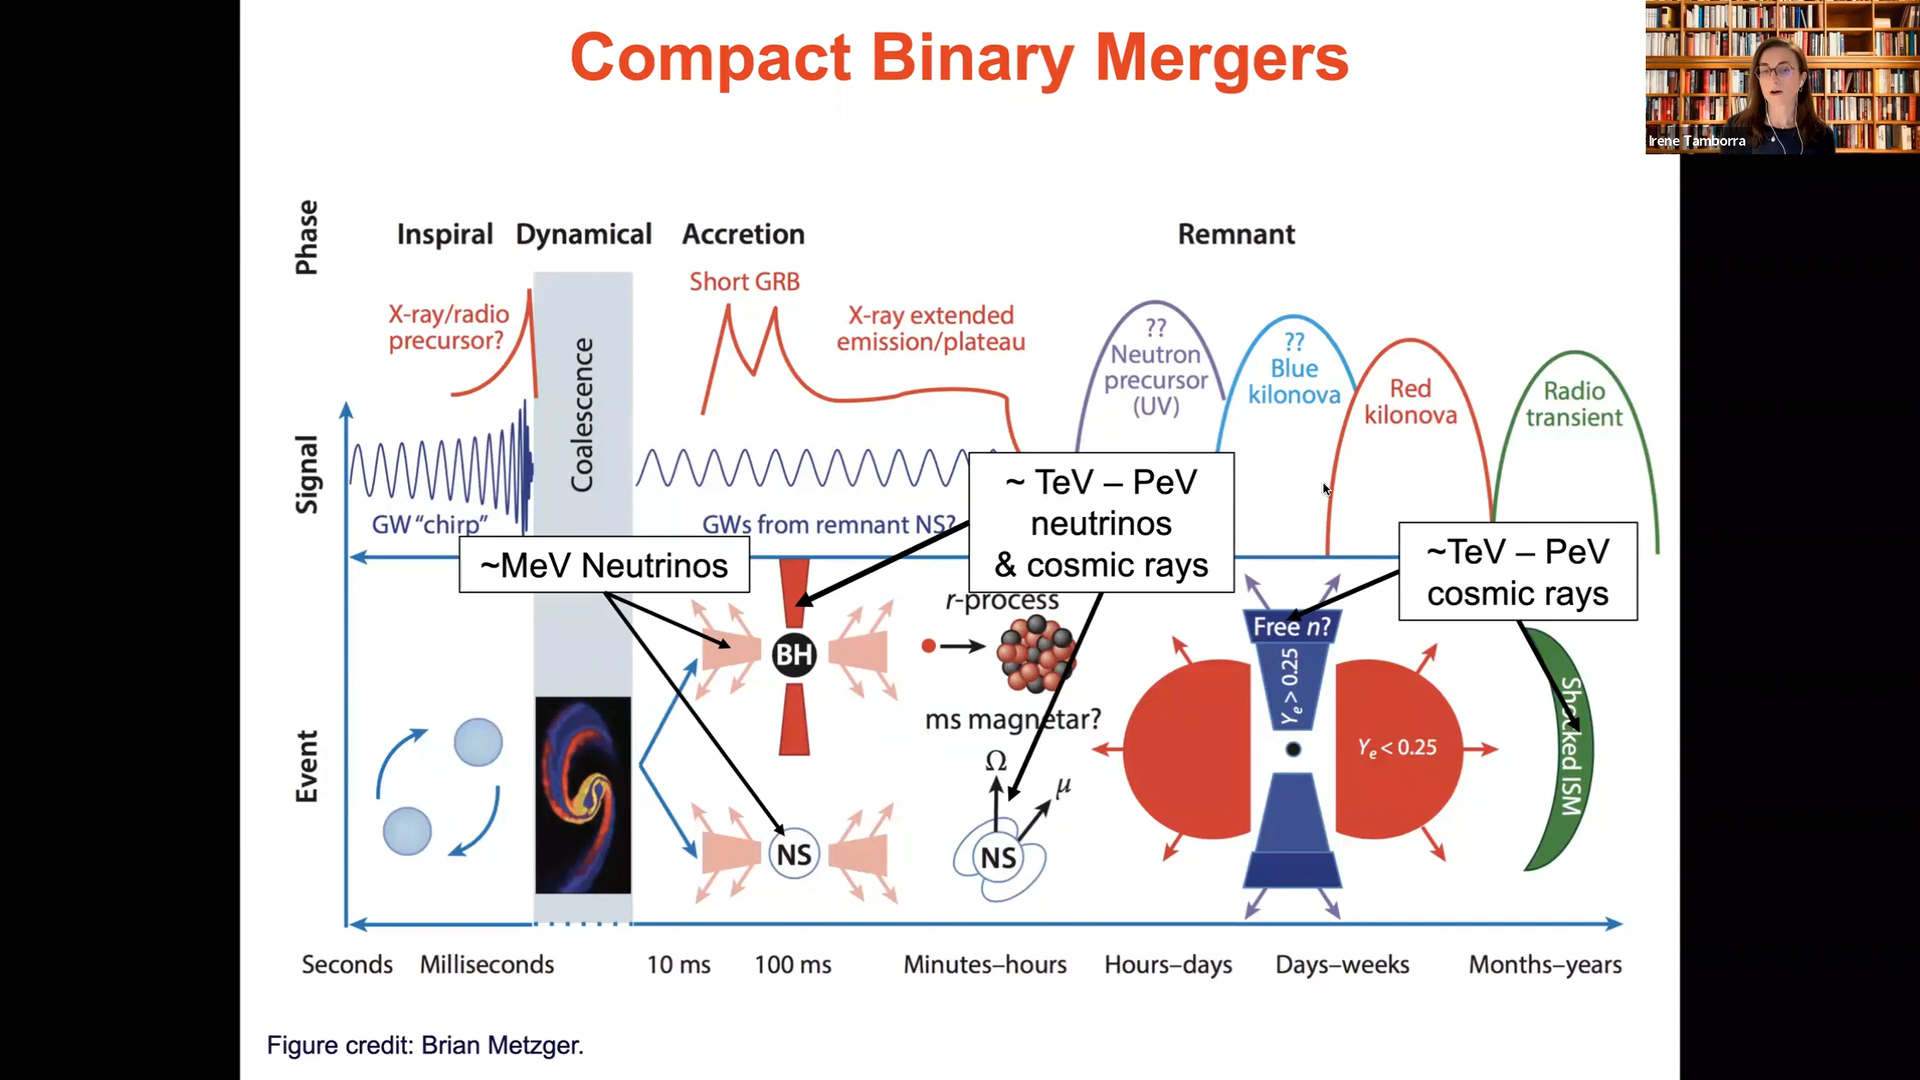 Compact Binary Mergers
Irene Tamborra
Phase
Inspiral
Dynamical
Accretion
Remnant
Signal
X-ray/radio
precursor?
Coalescence
Short GRB
X-ray extended
emission/plateau
??
Neutron
precursor
(UV)
??
Blue
kilonova
Red
kilonova
Radio
transient
GW “chirp”
GWs from remnant NS?
~MeV Neutrinos
~ TeV – PeV
neutrinos
& cosmic rays
~TeV – PeV
cosmic rays
Event
BH
NS
r-process
ms magnetar?
Ω
μ
NS
Free n?
Ye > 0.25
Ye < 0.25
Shocked ISM
Seconds
Milliseconds
10 ms
100 ms
Minutes–hours
Hours–days
Days–weeks
Months–years
Figure credit: Brian Metzger.